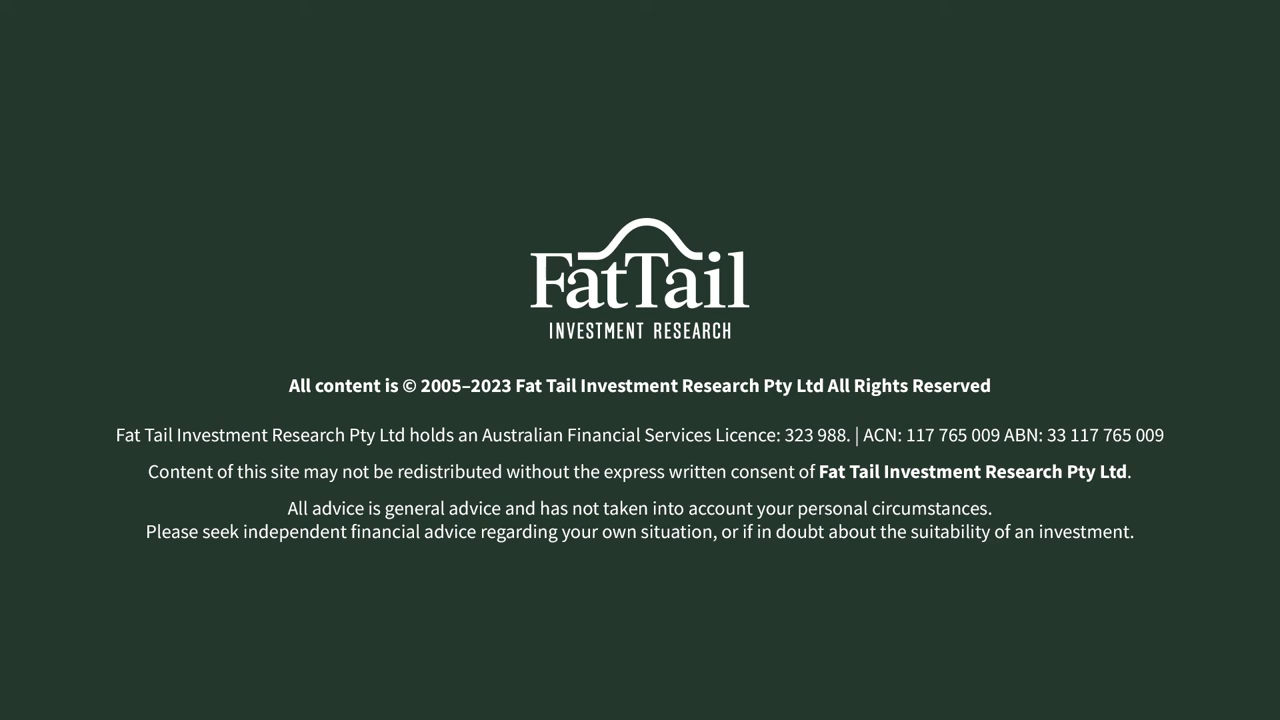 FatTail
INVESTMENT RESEARCH
All content is © 2005–2023 Fat Tail Investment Research Pty Ltd All Rights Reserved
Fat Tail Investment Research Pty Ltd holds an Australian Financial Services Licence: 323 988. | ACN: 117 765 009 ABN: 33 117 765 009
Content of this site may not be redistributed without the express written consent of Fat Tail Investment Research Pty Ltd.
All advice is general advice and has not taken into account your personal circumstances.
Please seek independent financial advice regarding your own situation, or if in doubt about the suitability of an investment.